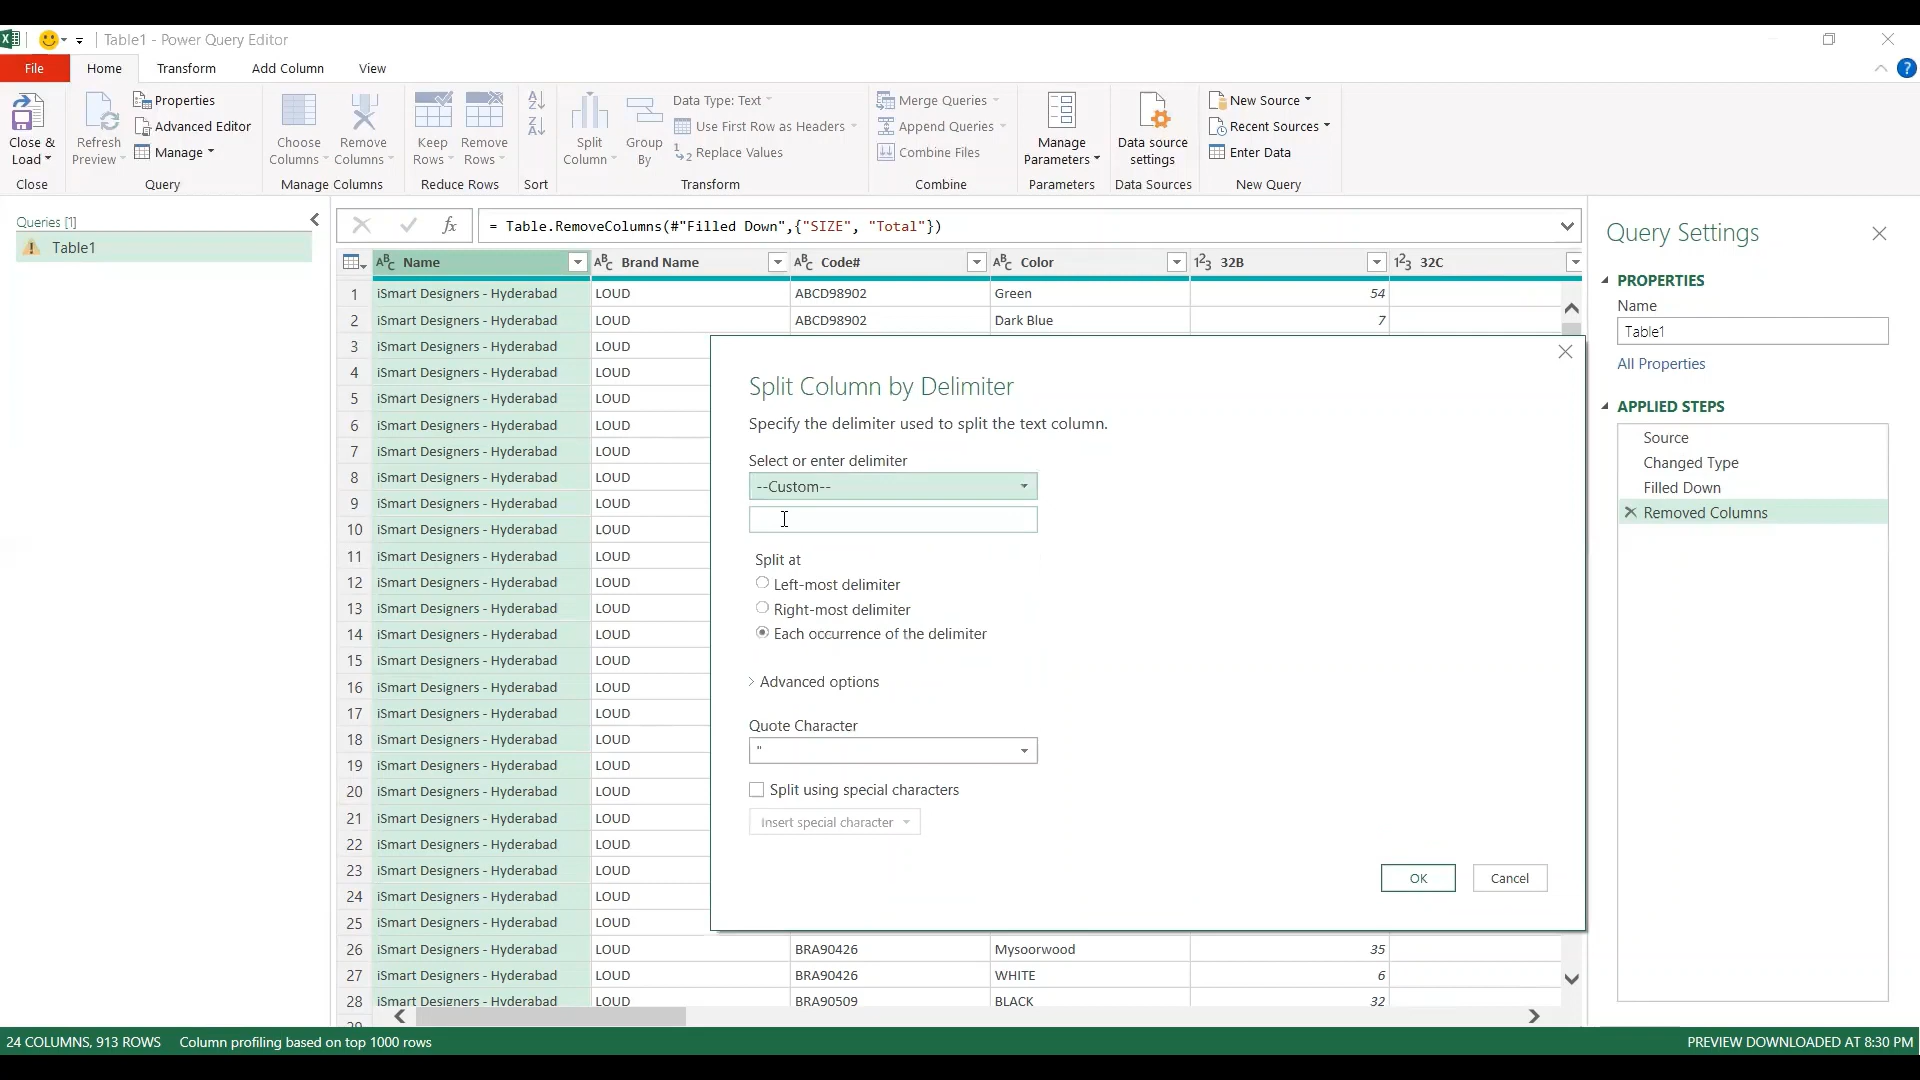 Table1 - Power Query Editor
File Home Transform Add Column View
Close & Load
Refresh Preview
Properties
Advanced Editor
Manage
Choose Columns
Remove Columns
Keep Rows
Remove Rows
Split Column
Group By
Data Type: Text
Use First Row as Headers
Replace Values
Merge Queries
Append Queries
Combine Files
Manage Parameters
Data source settings
New Source
Recent Sources
Enter Data
Close Query Manage Columns Reduce Rows Sort Transform Combine Parameters Data Sources New Query
Queries [1]
Table1
fx = Table.RemoveColumns(#"Filled Down",{"SIZE", "Total"})
ABC Name ABC Brand Name ABC Code# ABC Color 123 32B 123 32C
1 iSmart Designers - Hyderabad LOUD ABCD98902 Green 54
2 iSmart Designers - Hyderabad LOUD ABCD98902 Dark Blue 7
3 iSmart Designers - Hyderabad LOUD
4 iSmart Designers - Hyderabad LOUD
5 iSmart Designers - Hyderabad LOUD
6 iSmart Designers - Hyderabad LOUD
7 iSmart Designers - Hyderabad LOUD
8 iSmart Designers - Hyderabad LOUD
9 iSmart Designers - Hyderabad LOUD
10 iSmart Designers - Hyderabad LOUD
11 iSmart Designers - Hyderabad LOUD
12 iSmart Designers - Hyderabad LOUD
13 iSmart Designers - Hyderabad LOUD
14 iSmart Designers - Hyderabad LOUD
15 iSmart Designers - Hyderabad LOUD
16 iSmart Designers - Hyderabad LOUD
17 iSmart Designers - Hyderabad LOUD
18 iSmart Designers - Hyderabad LOUD
19 iSmart Designers - Hyderabad LOUD
20 iSmart Designers - Hyderabad LOUD
21 iSmart Designers - Hyderabad LOUD
22 iSmart Designers - Hyderabad LOUD
23 iSmart Designers - Hyderabad LOUD
24 iSmart Designers - Hyderabad LOUD
25 iSmart Designers - Hyderabad LOUD
26 iSmart Designers - Hyderabad LOUD BRA90426 Mysoorwood 35
27 iSmart Designers - Hyderabad LOUD BRA90426 WHITE 6
28 iSmart Designers - Hyderabad LOUD BRA90509 BLACK 32
29
Split Column by Delimiter
Specify the delimiter used to split the text column.
Select or enter delimiter
--Custom--
Split at
Left-most delimiter
Right-most delimiter
Each occurrence of the delimiter
Advanced options
Quote Character
"
Split using special characters
Insert special character
OK Cancel
Query Settings
PROPERTIES
Name
Table1
All Properties
APPLIED STEPS
Source
Changed Type
Filled Down
Removed Columns
24 COLUMNS, 913 ROWS Column profiling based on top 1000 rows PREVIEW DOWNLOADED AT 8:30 PM